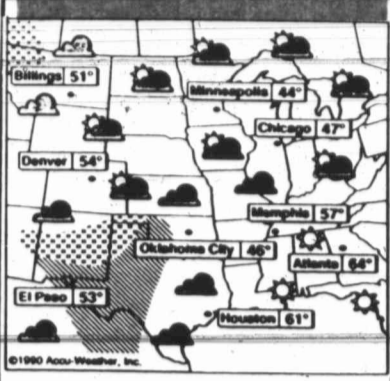 Billings 51°
Minneapolis 44°
Chicago 47°
Denver 54°
Memphis 57°
Oklahoma City 46°
Atlanta 64°
El Paso 53°
Houston 61°
©1990 Accu-Weather, Inc.